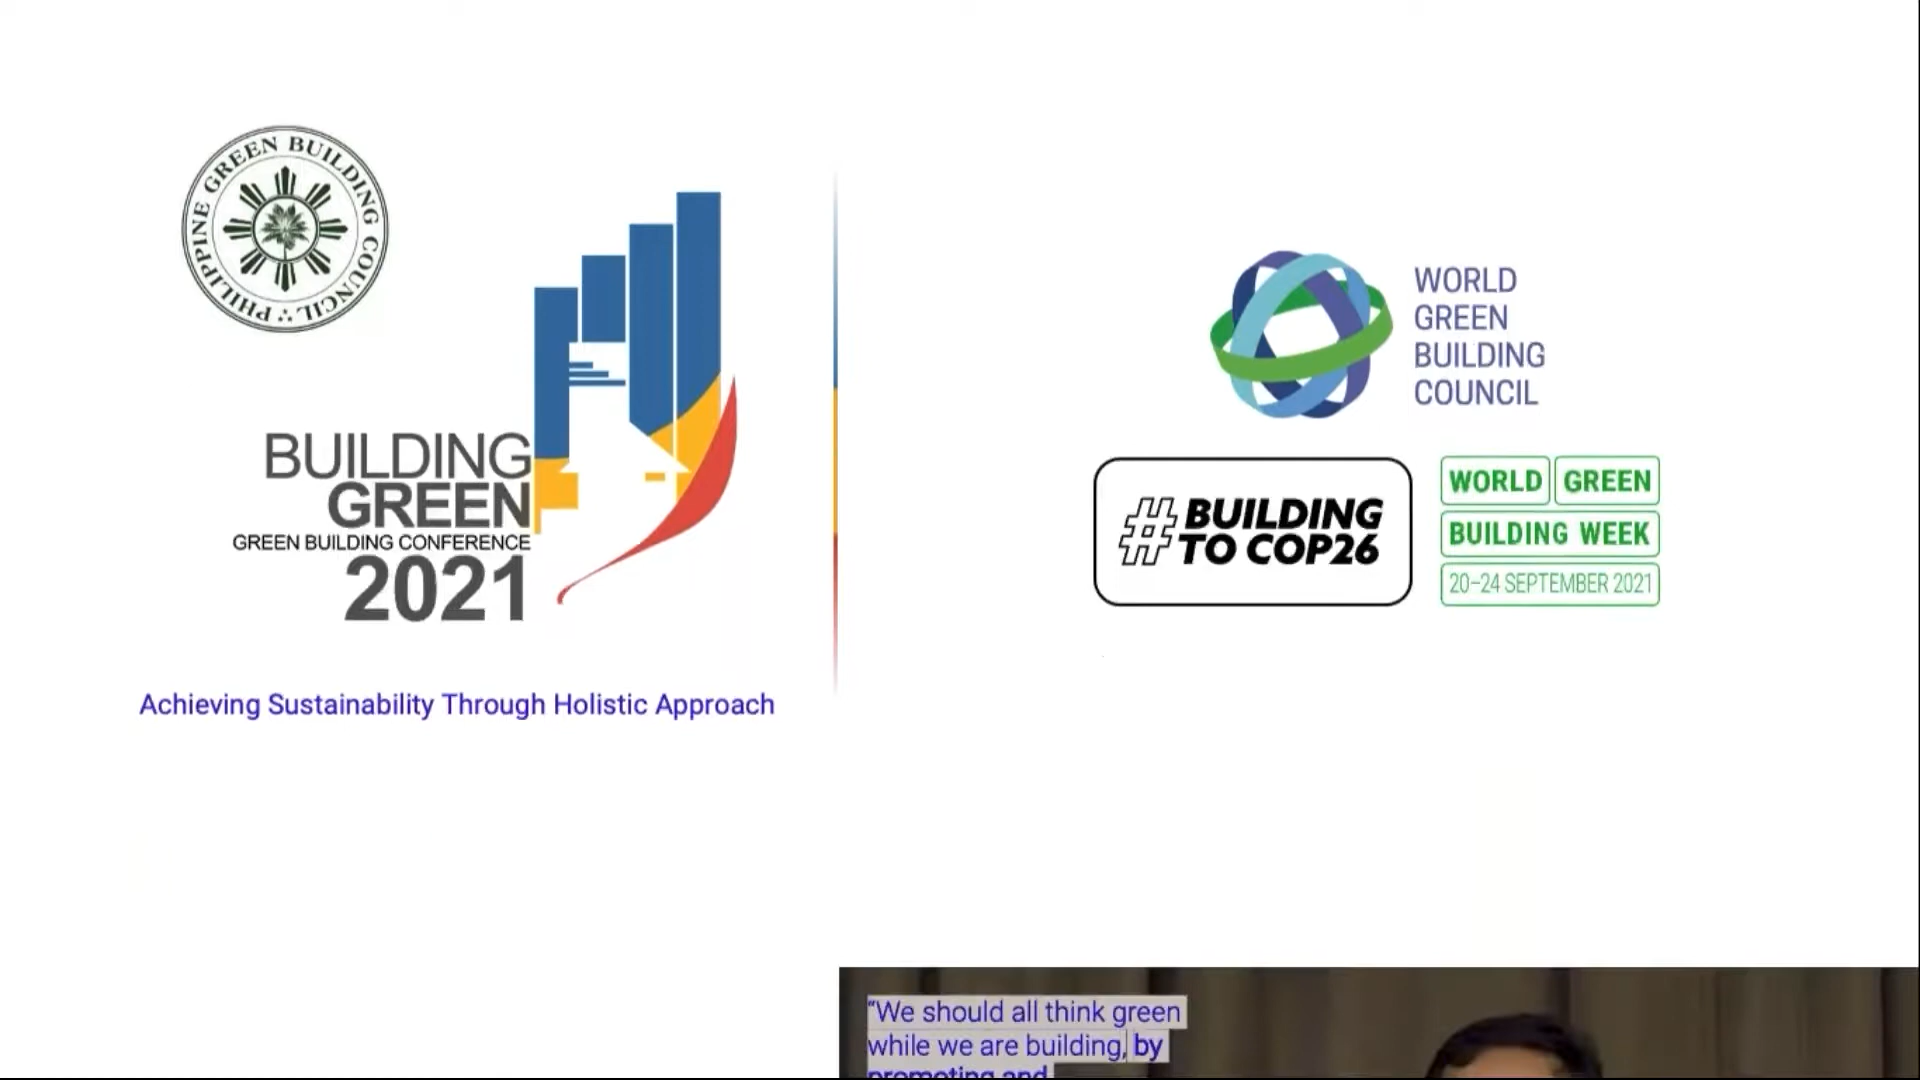 PHILIPPINE GREEN BUILDING COUNCIL
BUILDING
GREEN
GREEN BUILDING CONFERENCE
2021
Achieving Sustainability Through Holistic Approach
WORLD
GREEN
BUILDING
COUNCIL
#BUILDING
TO COP26
WORLD GREEN
BUILDING WEEK
20–24 SEPTEMBER 2021
“We should all think green
while we are building, by
promoting and